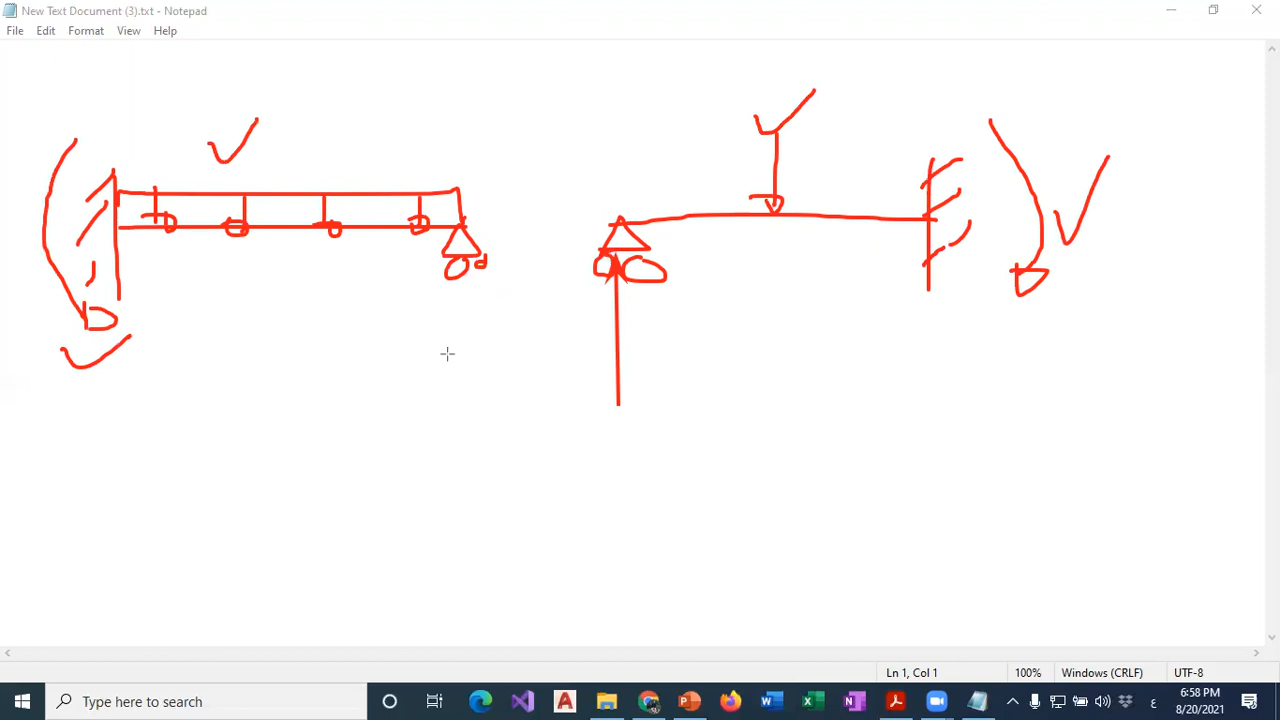 New Text Document (3).txt - Notepad
File Edit Format View Help
Ln 1, Col 1 100% Windows (CRLF) UTF-8
Type here to search
ع 6:58 PM
8/20/2021